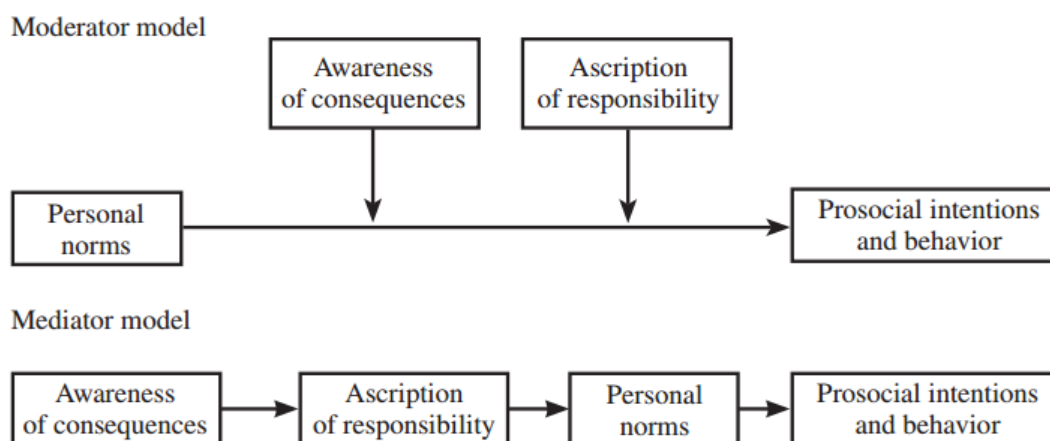 Moderator model
Awareness
of consequences
Ascription
of responsibility
Personal
norms
Prosocial intentions
and behavior
Mediator model
Awareness
of consequences
Ascription
of responsibility
Personal
norms
Prosocial intentions
and behavior